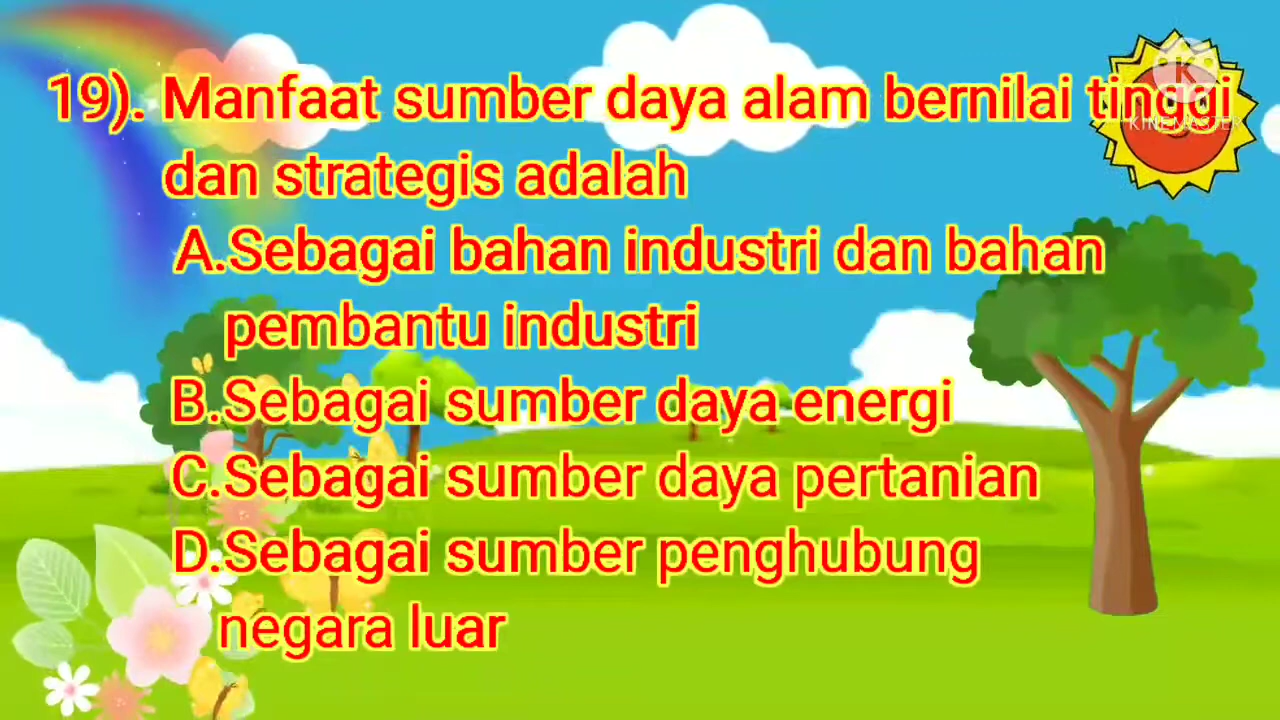 19). Manfaat sumber daya alam bernilai tinggi
dan strategis adalah
A.Sebagai bahan industri dan bahan
pembantu industri
B.Sebagai sumber daya energi
C.Sebagai sumber daya pertanian
D.Sebagai sumber penghubung
negara luar
K
KINEMASTER